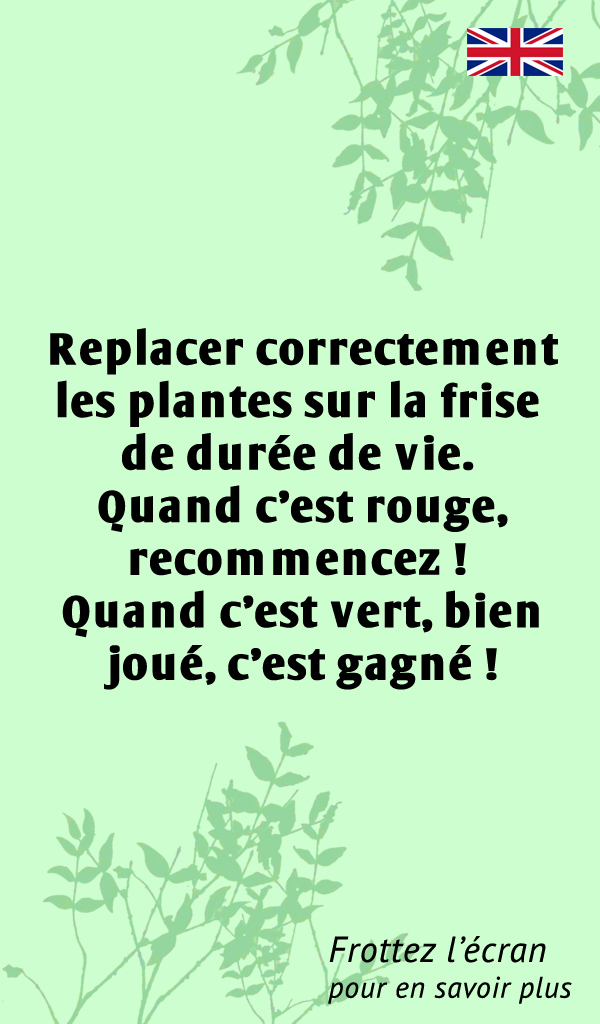 Replacer correctement
les plantes sur la frise
de durée de vie.
Quand c’est rouge,
recommencez !
Quand c’est vert, bien
joué, c’est gagné !
Frottez l’écran
pour en savoir plus